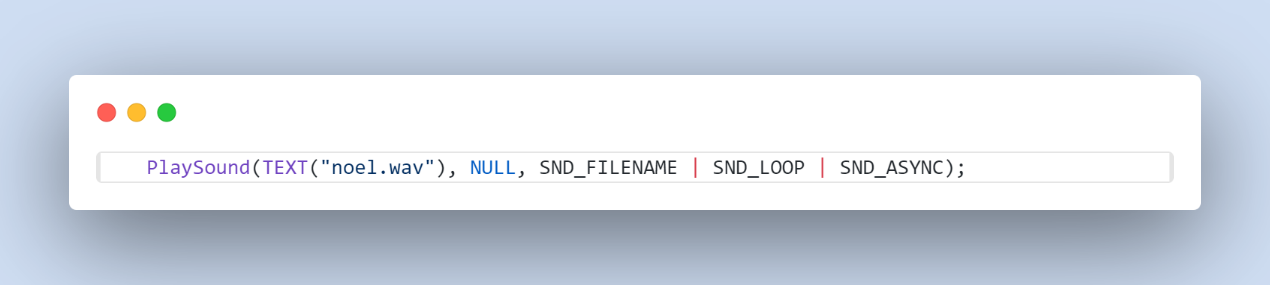 PlaySound(TEXT("noel.wav"), NULL, SND_FILENAME | SND_LOOP | SND_ASYNC);